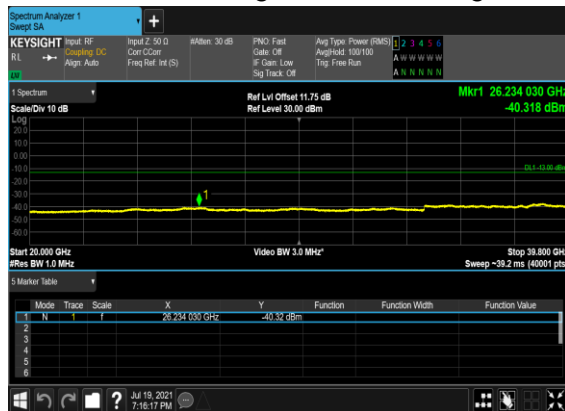 Spectrum Analyzer 1
Swept SA
+
KEYSIGHT Input: RF Input Z: 50 Ω #Atten: 30 dB PNO: Fast Avg Type: Power (RMS) 1 2 3 4 5 6
RL Coupling: DC Corr CCorr Gate: Off Avg|Hold: 100/100 A W W W W W
Align: Auto Freq Ref: Int (S) IF Gain: Low Trig: Free Run
Sig Track: Off A N N N N N
LW
1 Spectrum Ref Lvl Offset 11.75 dB Mkr1 26.234 030 GHz
Scale/Div 10 dB Ref Level 30.00 dBm -40.318 dBm
Log
20.0
10.0
0.00
-10.0 DL1 -13.00 dBm
-20.0
-30.0 1
-40.0
-50.0
-60.0
Start 20.000 GHz Video BW 3.0 MHz* Stop 39.800 GHz
#Res BW 1.0 MHz Sweep ~39.2 ms (40001 pts)
5 Marker Table
Mode Trace Scale X Y Function Function Width Function Value
1 N 1 f 26.234 030 GHz -40.32 dBm
2
3
4
5
6
? Jul 19, 2021
7:16:17 PM